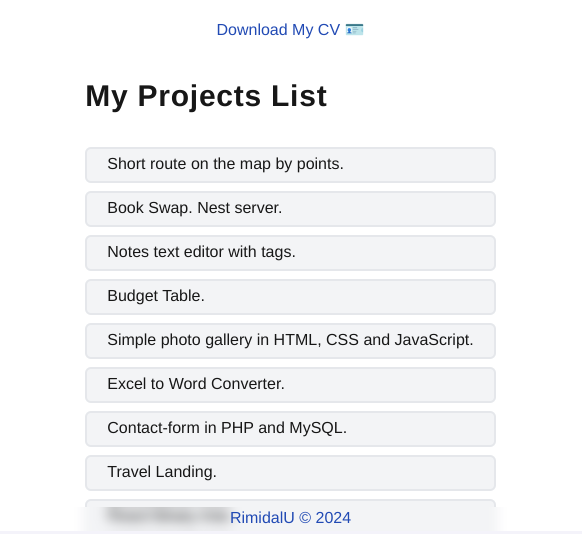 Download My CV 🪪
My Projects List
Short route on the map by points.
Book Swap. Nest server.
Notes text editor with tags.
Budget Table.
Simple photo gallery in HTML, CSS and JavaScript.
Excel to Word Converter.
Contact-form in PHP and MySQL.
Travel Landing.
RimidalU © 2024